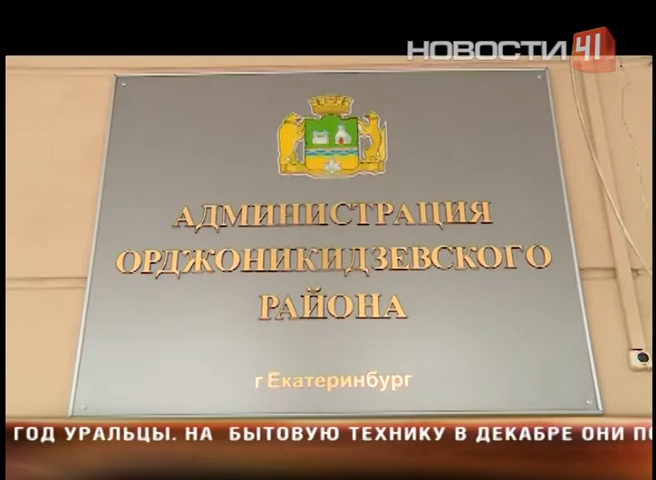 НОВОСТИ 41
АДМИНИСТРАЦИЯ
ОРДЖОНИКИДЗЕВСКОГО
РАЙОНА
г Екатеринбург
ГОД УРАЛЬЦЫ. НА БЫТОВУЮ ТЕХНИКУ В ДЕКАБРЕ ОНИ